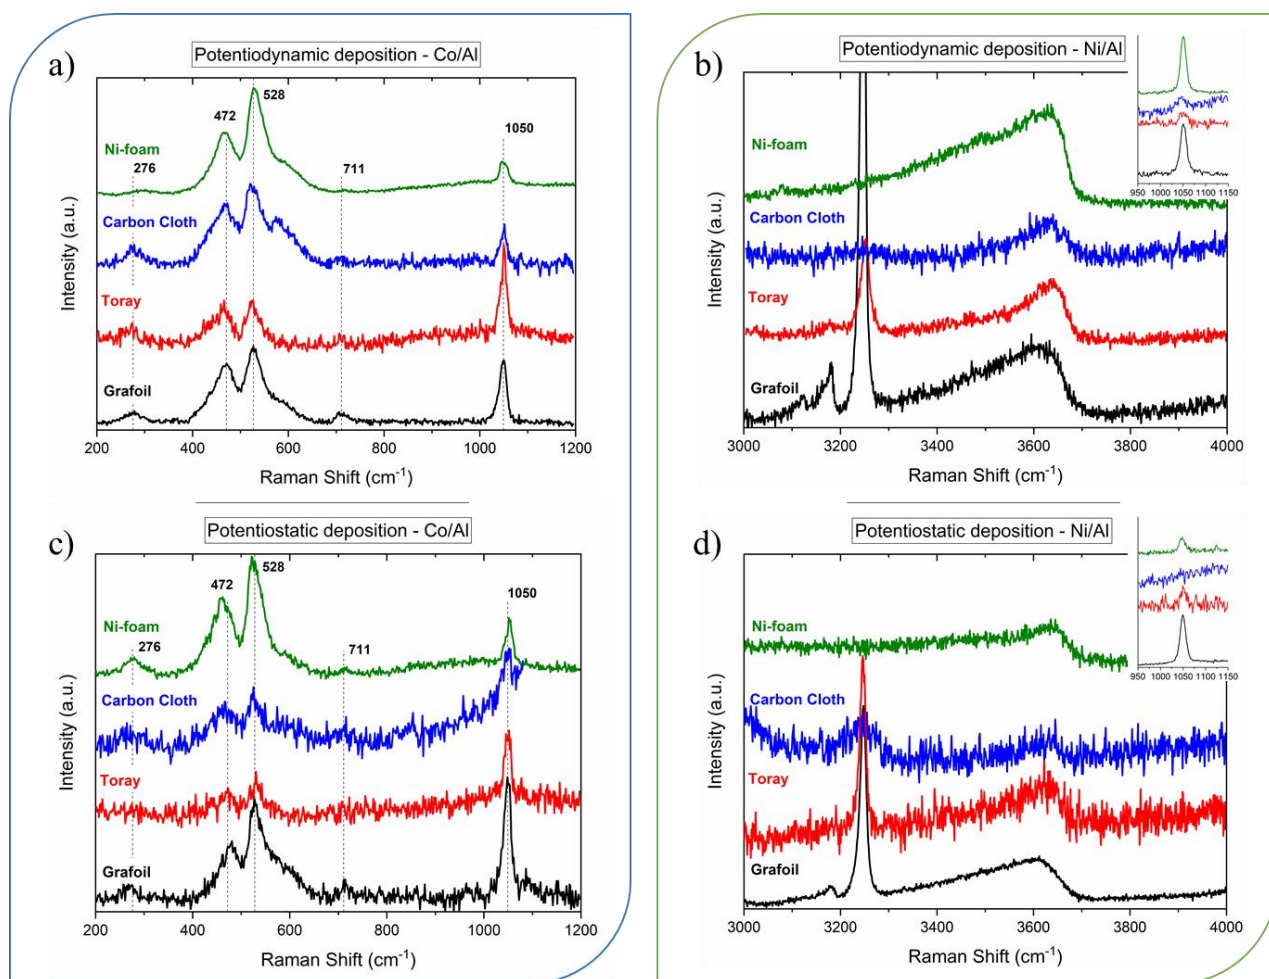 a)
Potentiodynamic deposition - Co/Al
528
472
1050
Ni-foam
276
711
Carbon Cloth
Toray
Grafoil
Intensity (a.u.)
200 400 600 800 1000 1200
Raman Shift (cm-1)
b)
Potentiodynamic deposition - Ni/Al
Ni-foam
Carbon Cloth
Toray
Grafoil
Intensity (a.u.)
950 1000 1050 1100 1150
3000 3200 3400 3600 3800 4000
Raman Shift (cm-1)
c)
Potentiostatic deposition - Co/Al
528
472
1050
Ni-foam
276
711
Carbon Cloth
Toray
Grafoil
Intensity (a.u.)
200 400 600 800 1000 1200
Raman Shift (cm-1)
d)
Potentiostatic deposition - Ni/Al
Ni-foam
Carbon Cloth
Toray
Grafoil
Intensity (a.u.)
950 1000 1050 1100 1150
3000 3200 3400 3600 3800 4000
Raman Shift (cm-1)